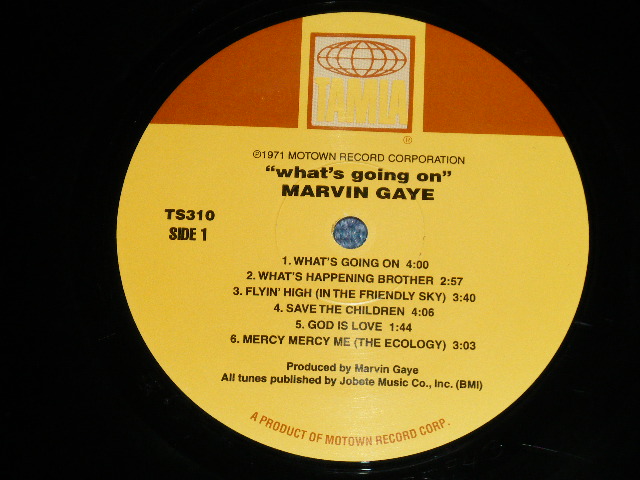 TAMLA
®
℗1971 MOTOWN RECORD CORPORATION
"what's going on"
MARVIN GAYE
TS310
SIDE 1
1. WHAT'S GOING ON 4:00
2. WHAT'S HAPPENING BROTHER 2:57
3. FLYIN' HIGH (IN THE FRIENDLY SKY) 3:40
4. SAVE THE CHILDREN 4:06
5. GOD IS LOVE 1:44
6. MERCY MERCY ME (THE ECOLOGY) 3:03
Produced by Marvin Gaye
All tunes published by Jobete Music Co., Inc. (BMI)
A PRODUCT OF MOTOWN RECORD CORP.